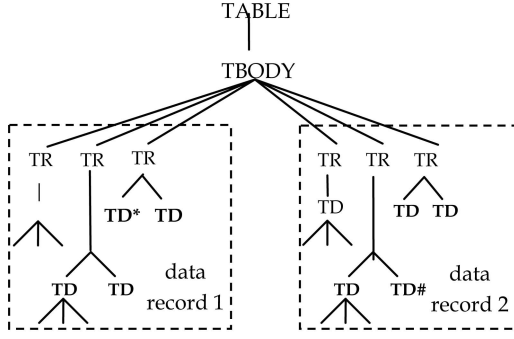 TABLE
TBODY
TR TR TR TR TR TR
TD
TD* TD TD TD
TD TD TD TD#
data data
record 1 record 2